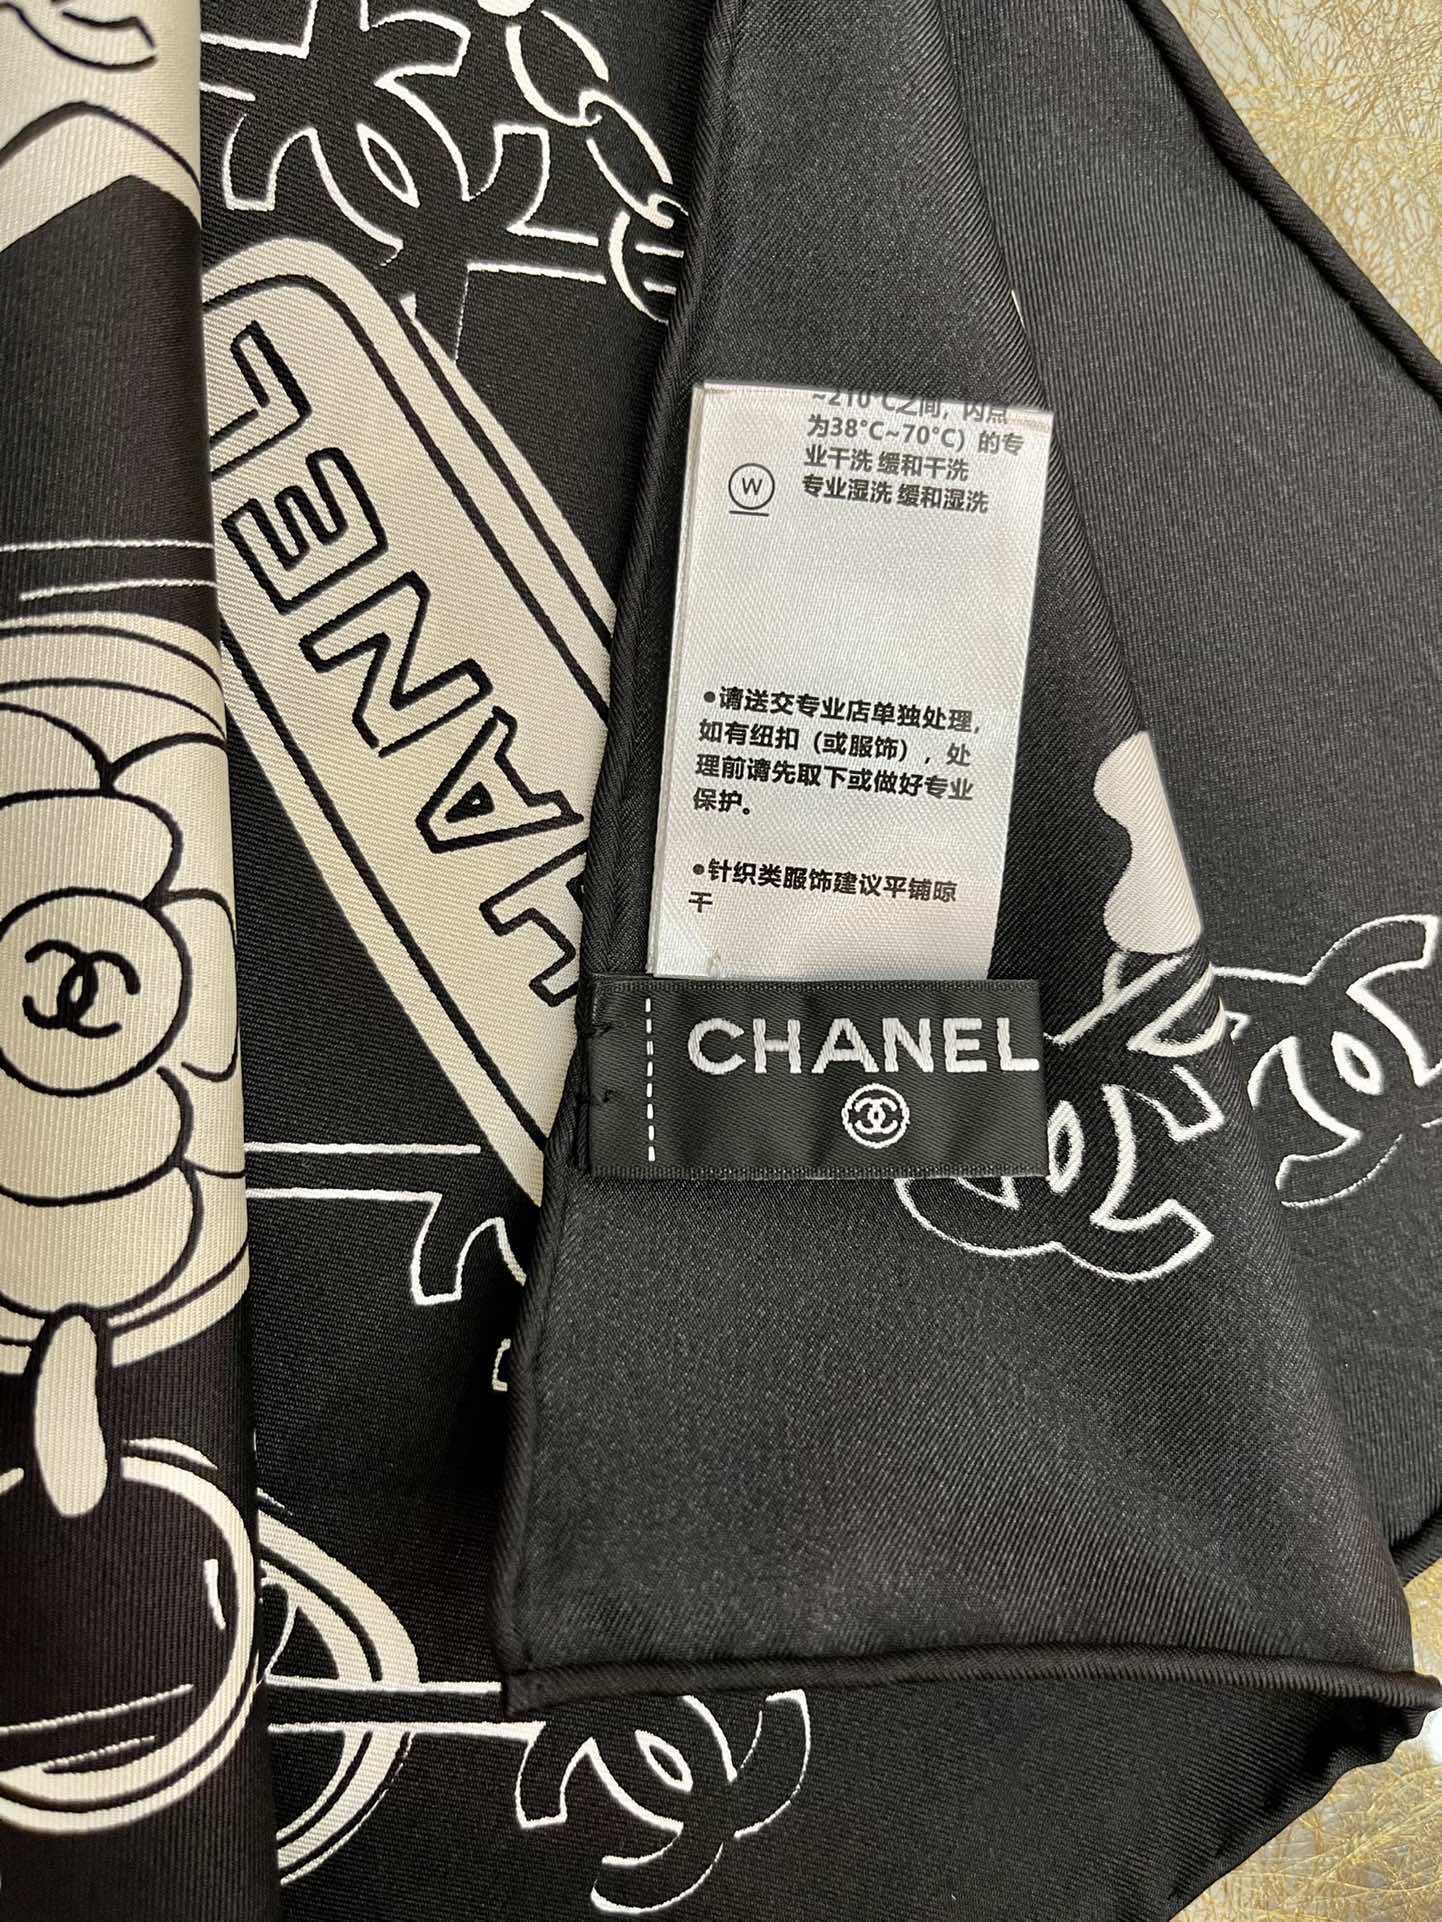 CHANEL
~210°C之间，闪点
为38°C~70°C）的专
业干洗 缓和干洗
W 专业湿洗 缓和湿洗
●请送交专业店单独处理，
如有纽扣（或服饰），处
理前请先取下或做好专业
保护。
●针织类服饰建议平铺晾
干
CHANEL